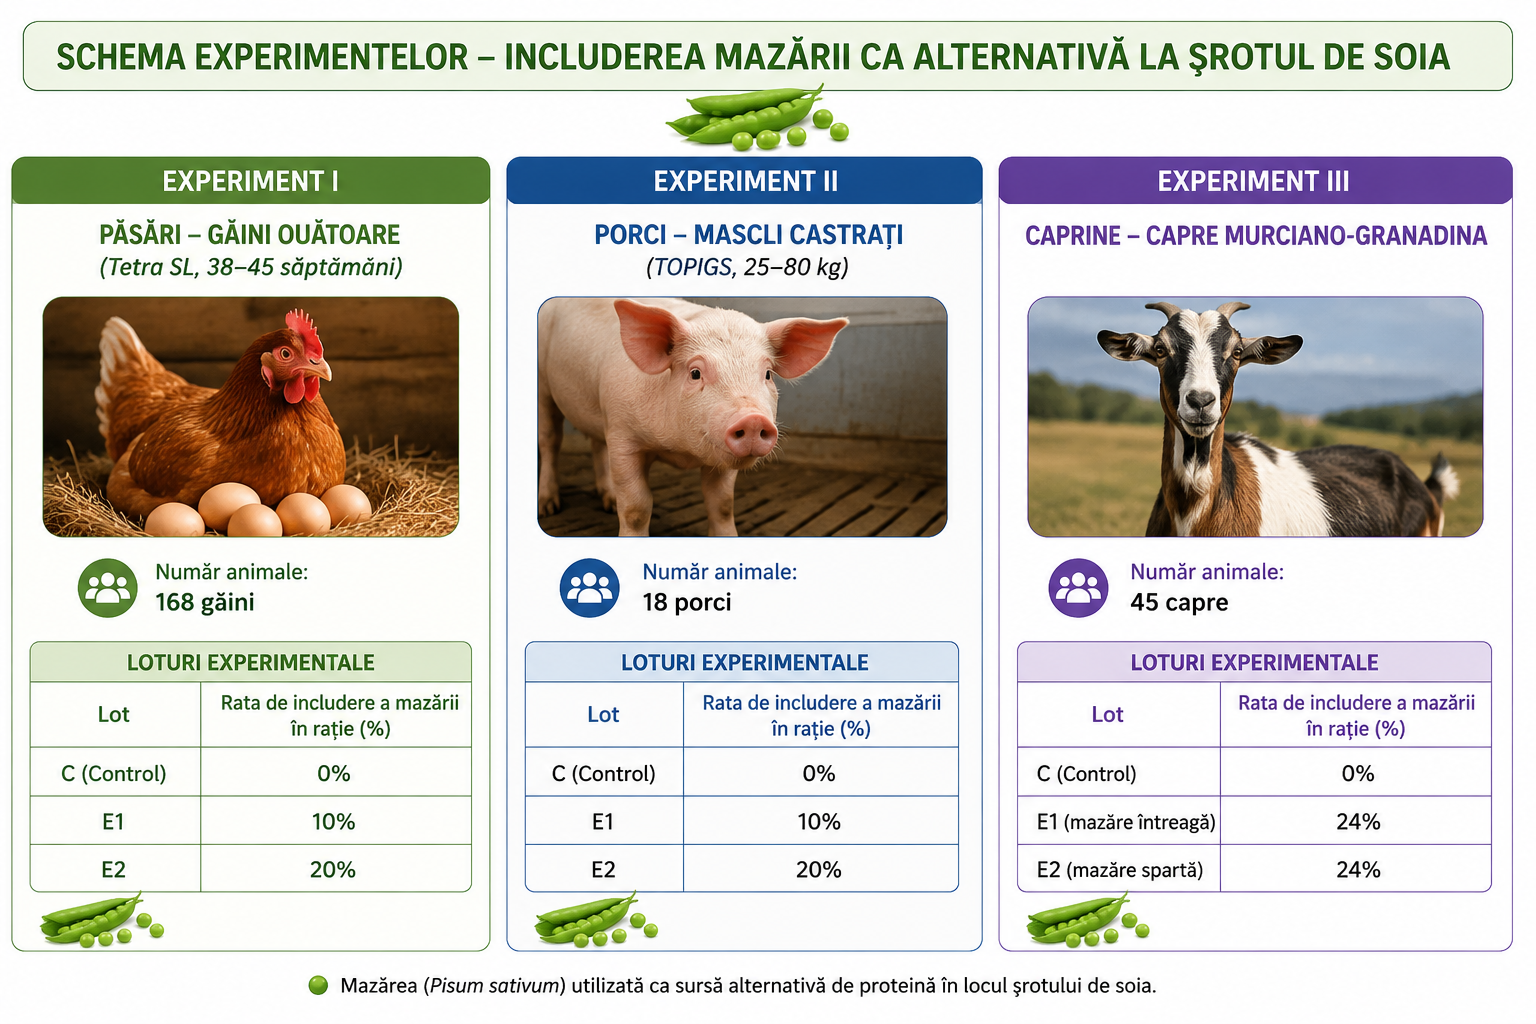 SCHEMA EXPERIMENTELOR – INCLUDEREA MAZĂRII CA ALTERNATIVĂ LA ŞROTUL DE SOIA
EXPERIMENT I
PĂSĂRI – GĂINI OUĂTOARE
(Tetra SL, 38–45 săptămăni)
Număr animale:
168 găini
LOTURI EXPERIMENTALE
Lot
Rata de includere a mazării
în rație (%)
C (Control) 0%
E1 10%
E2 20%
EXPERIMENT II
PORCI – MASCLI CASTRAȚI
(TOPIGS, 25–80 kg)
Număr animale:
18 porci
LOTURI EXPERIMENTALE
Lot
Rata de includere a mazării
în rație (%)
C (Control) 0%
E1 10%
E2 20%
EXPERIMENT III
CAPRINE – CAPRE MURCIANO-GRANADINA
Număr animale:
45 capre
LOTURI EXPERIMENTALE
Lot
Rata de includere a mazării
în rație (%)
C (Control) 0%
E1 (mazăre întreagă) 24%
E2 (mazăre spartă) 24%
Mazărea (Pisum sativum) utilizată ca sursă alternativă de proteină în locul şrotului de soia.